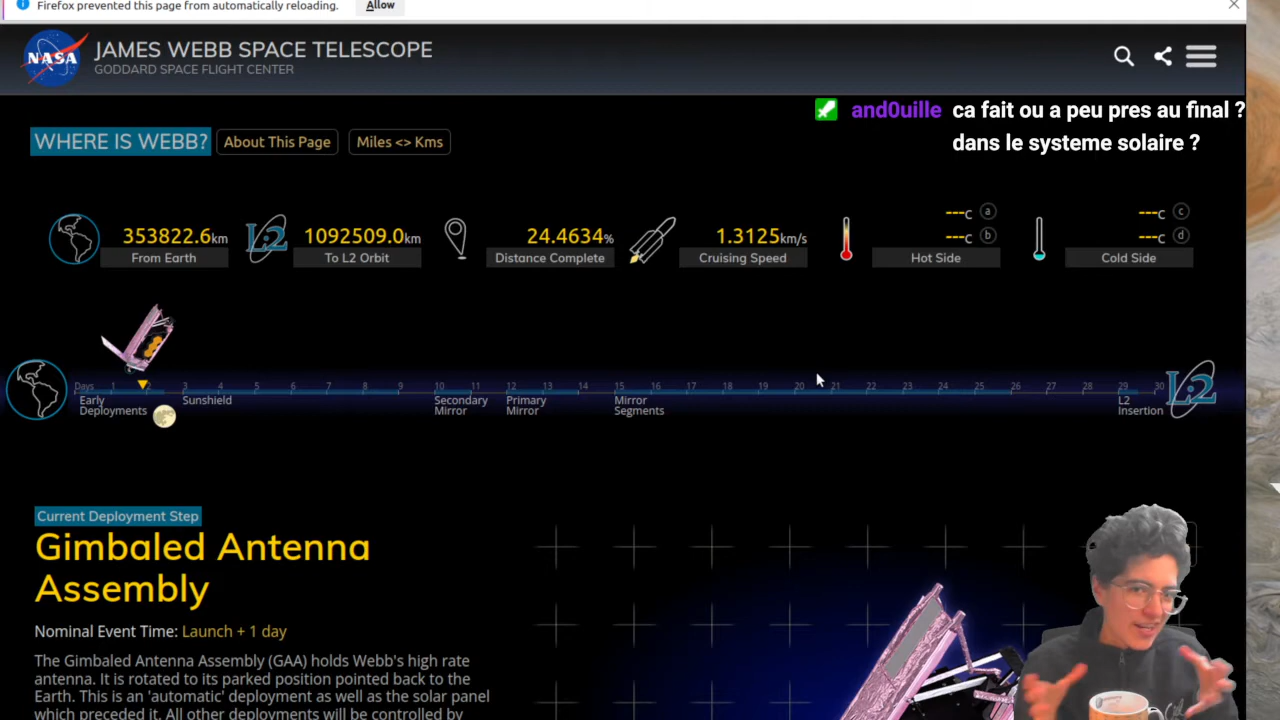 Firefox prevented this page from automatically reloading.
Allow
NASA
JAMES WEBB SPACE TELESCOPE
GODDARD SPACE FLIGHT CENTER
and0uille ca fait ou a peu pres au final ?
dans le systeme solaire ?
WHERE IS WEBB?
About This Page
Miles <> Kms
353822.6km
From Earth
L2
1092509.0km
To L2 Orbit
24.4634%
Distance Complete
1.3125km/s
Cruising Speed
---C a
---C b
Hot Side
---C c
---C d
Cold Side
Days 1 2 3 4 5 6 7 8 9 10 11 12 13 14 15 16 17 18 19 20 21 22 23 24 25 26 27 28 29 30
Early
Deployments
Sunshield
Secondary
Mirror
Primary
Mirror
Mirror
Segments
L2
Insertion
L2
Current Deployment Step
Gimbaled Antenna
Assembly
Nominal Event Time: Launch + 1 day
The Gimbaled Antenna Assembly (GAA) holds Webb's high rate
antenna. It is rotated to its parked position pointed back to the
Earth. This is an 'automatic' deployment as well as the solar panel
which preceded it. All other deployments will be controlled by